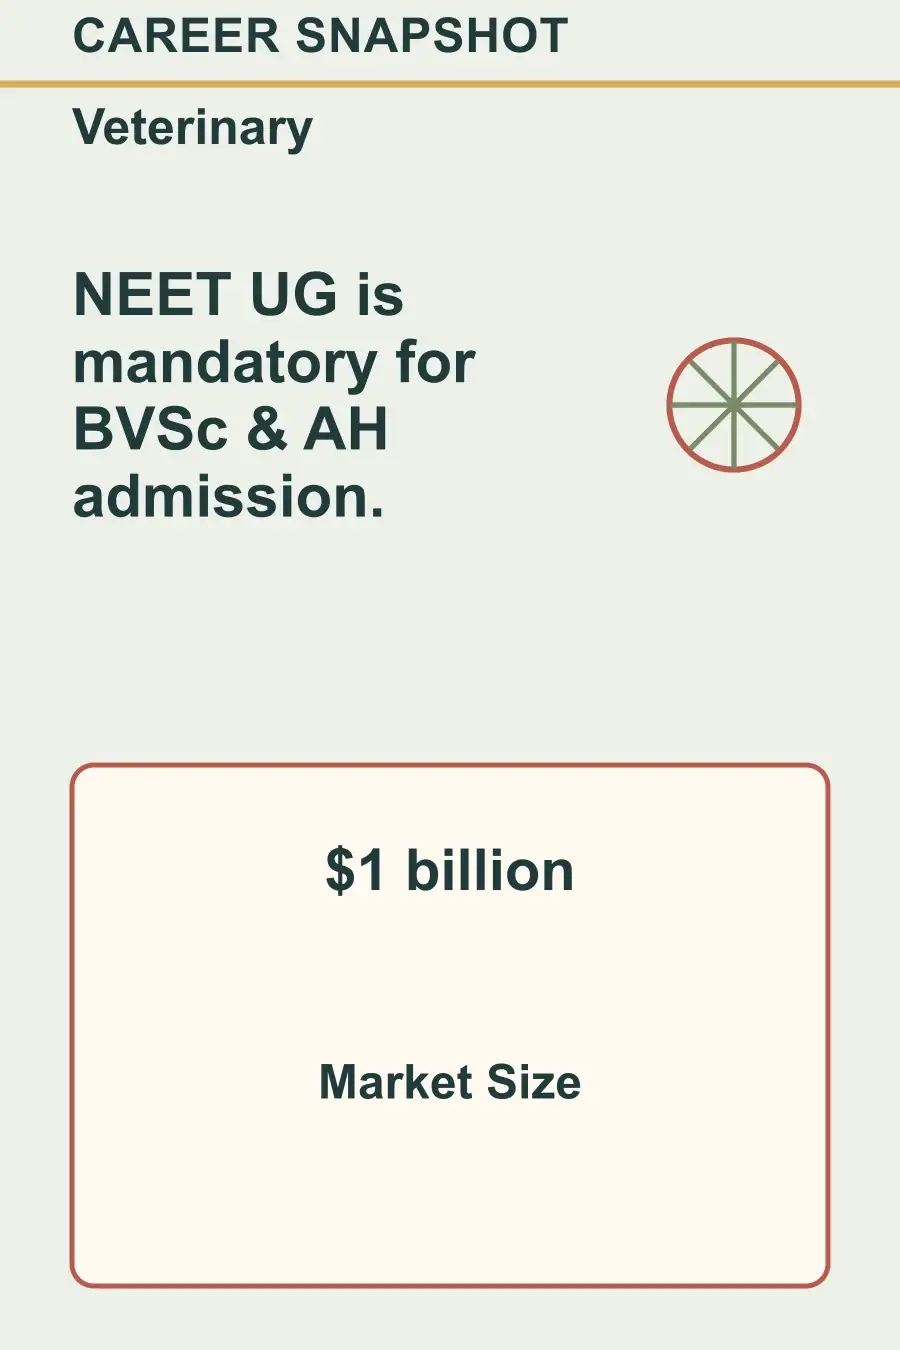 CAREER SNAPSHOT
Veterinary
NEET UG is
mandatory for
BVSc & AH
admission.
$1 billion
Market Size